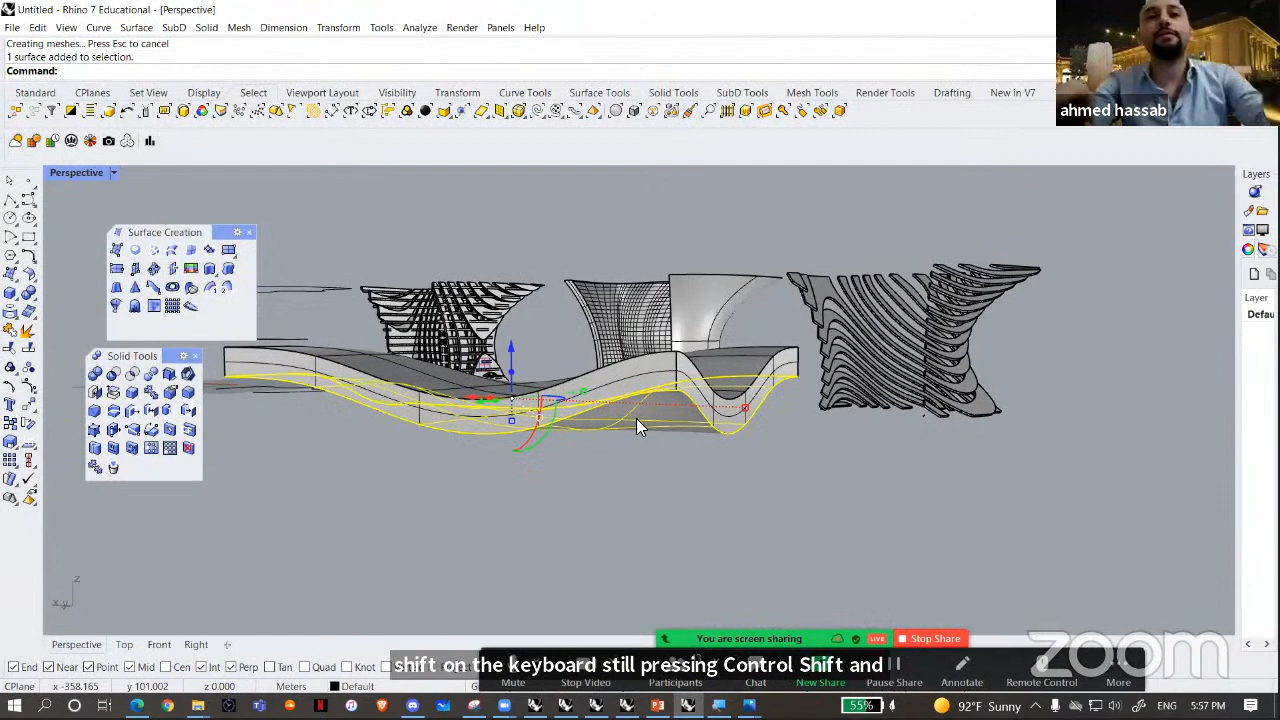 Untitled - Rhino 7 Educational - [Perspective]
File Edit View Curve Surface SubD Solid Mesh Dimension Transform Tools Analyze Render Panels Help
Creating meshes... Press Esc to cancel
1 surface added to selection.
Command:
Standard CPlanes Set View Display Select Viewport Layout Visibility Transform Curve Tools Surface Tools Solid Tools SubD Tools Mesh Tools Render Tools Drafting New in V7
ahmed hassab
Perspective
Layers
Surface Creation
Solid Tools
Layer
Defau
z
x y
You are screen sharing LIVE Stop Share
Perspective Top Front Right
shift on the keyboard still pressing Control Shift and
zoom
End Near Point Mid Cen Int Perp Tan Quad Knot
Mute Stop Video Participants Chat New Share Pause Share Annotate Remote Control More
CPlane x -358.165 y 101.022 z 0.000 Meters Default
55% 92°F Sunny 5:57 PM